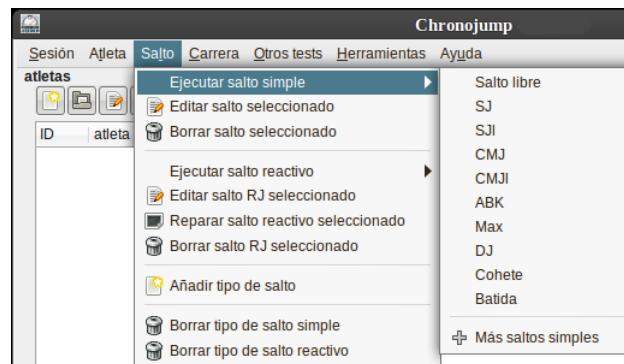 Chronojump
Sesión Atleta Salto Carrera Otros tests Herramientas Ayuda
atletas
ID atleta
Ejecutar salto simple
Editar salto seleccionado
Borrar salto seleccionado
Ejecutar salto reactivo
Editar salto RJ seleccionado
Reparar salto reactivo seleccionado
Borrar salto RJ seleccionado
Añadir tipo de salto
Borrar tipo de salto simple
Borrar tipo de salto reactivo
Salto libre
SJ
SJl
CMJ
CMJl
ABK
Max
DJ
Cohete
Batida
Más saltos simples